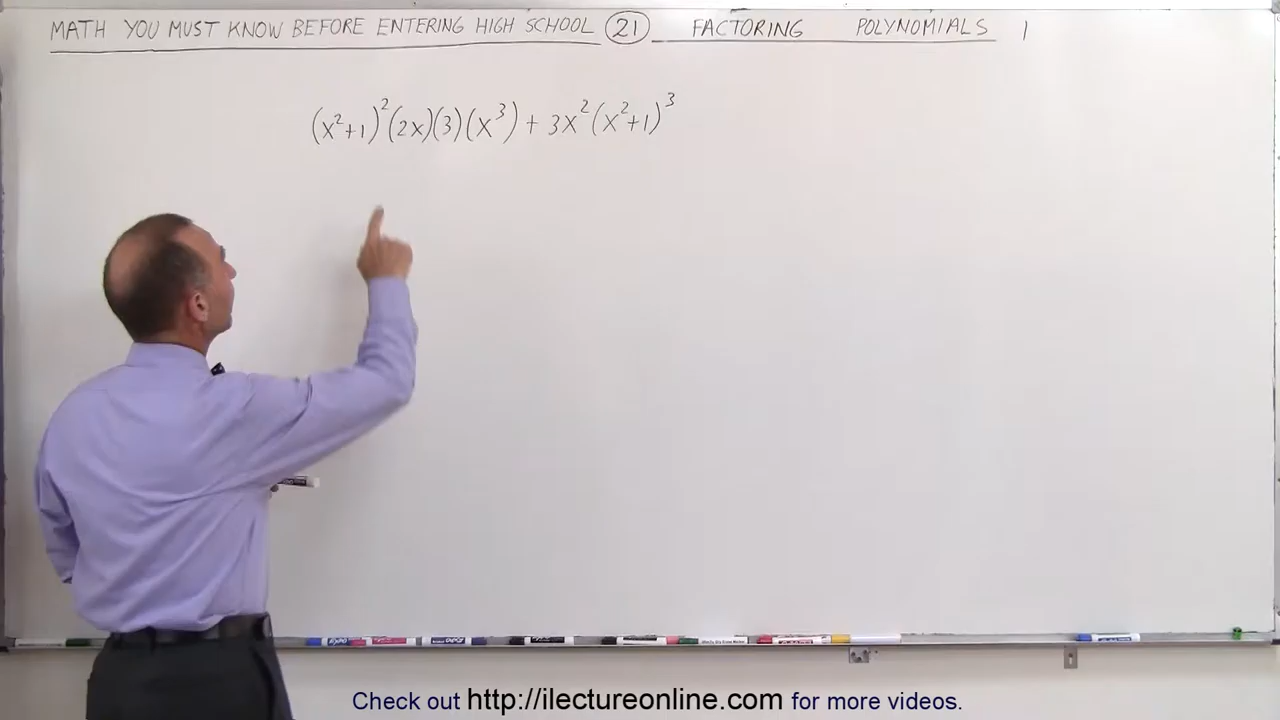 MATH YOU MUST KNOW BEFORE ENTERING HIGH SCHOOL 21 FACTORING POLYNOMIALS 1
(x²+1)²(2x)(3)(x³) + 3x²(x²+1)³
Check out http://ilectureonline.com for more videos.